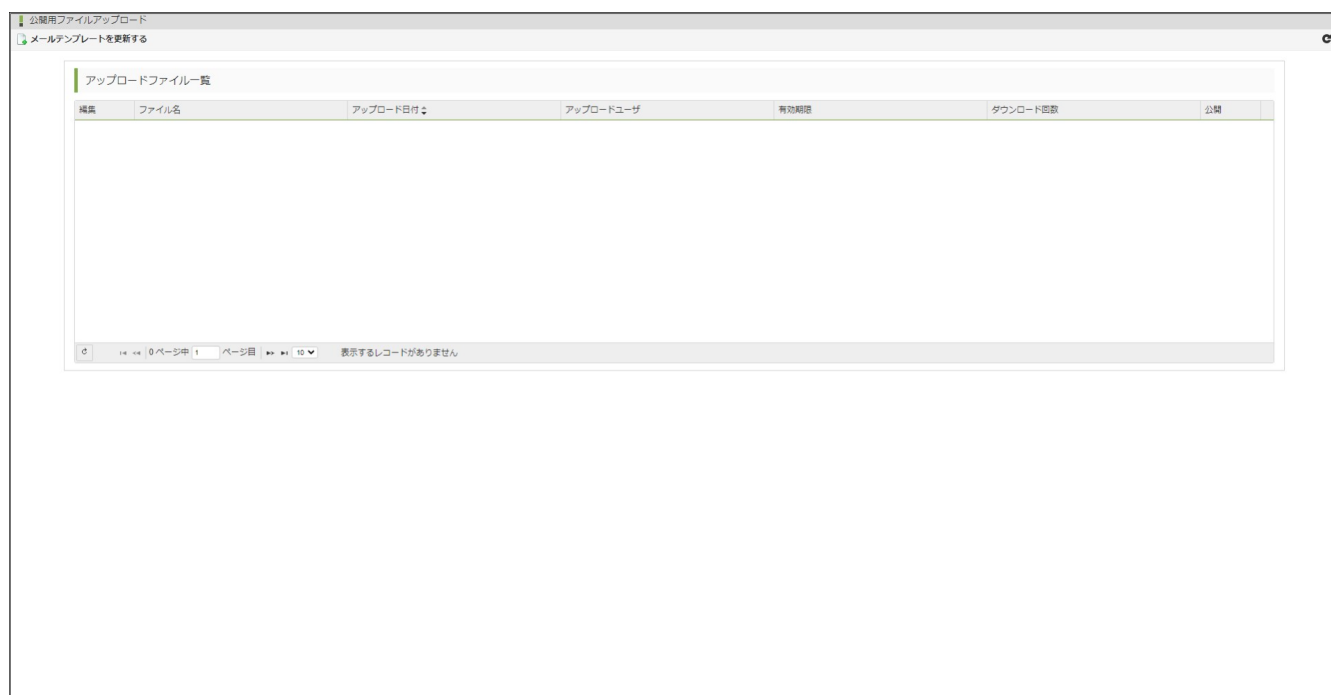 公開用ファイルアップロード
メールテンプレートを更新する
アップロードファイル一覧
編集 ファイル名 アップロード日付 アップロードユーザ 有効期限 ダウンロード回数 公開
0 ページ中 1 ページ目 10 表示するレコードがありません